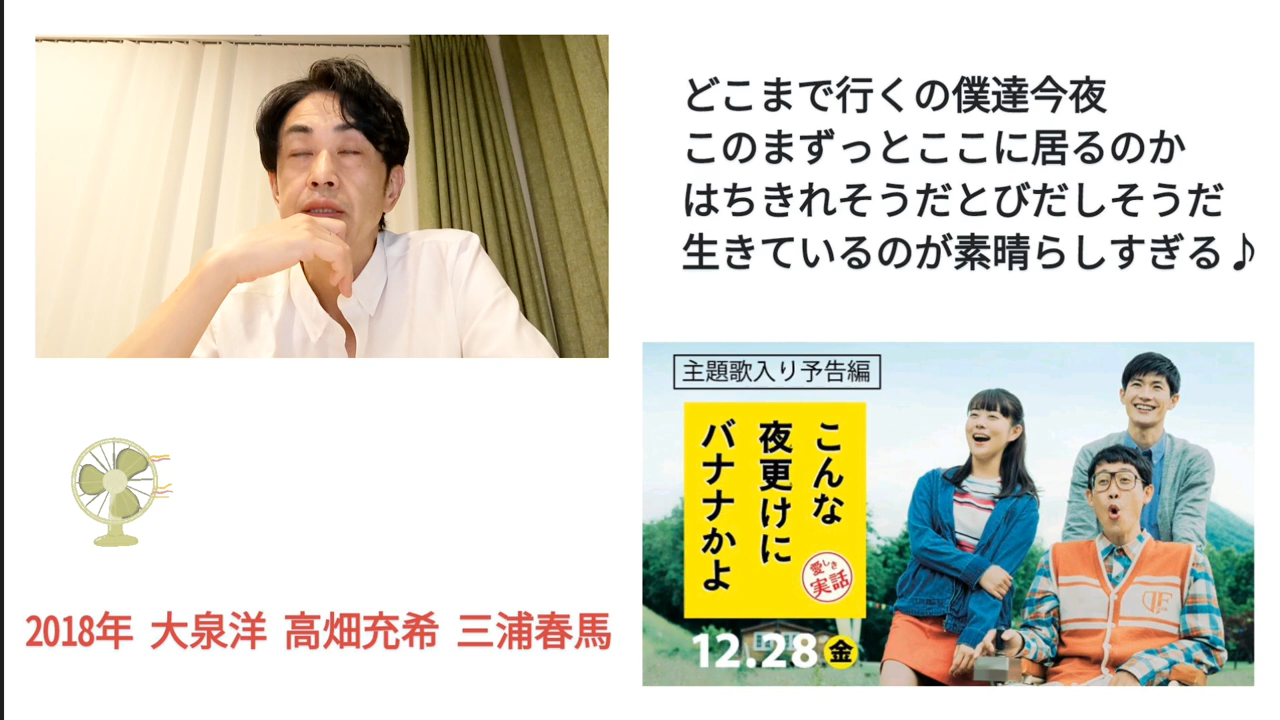 どこまで行くの僕達今夜
このまずっとここに居るのか
はちきれそうだとびだしそうだ
生きているのが素晴らしすぎる♪
主題歌入り予告編
こんな
夜更けに
バナナかよ
愛しき
実話
12.28金
2018年 大泉洋 高畑充希 三浦春馬